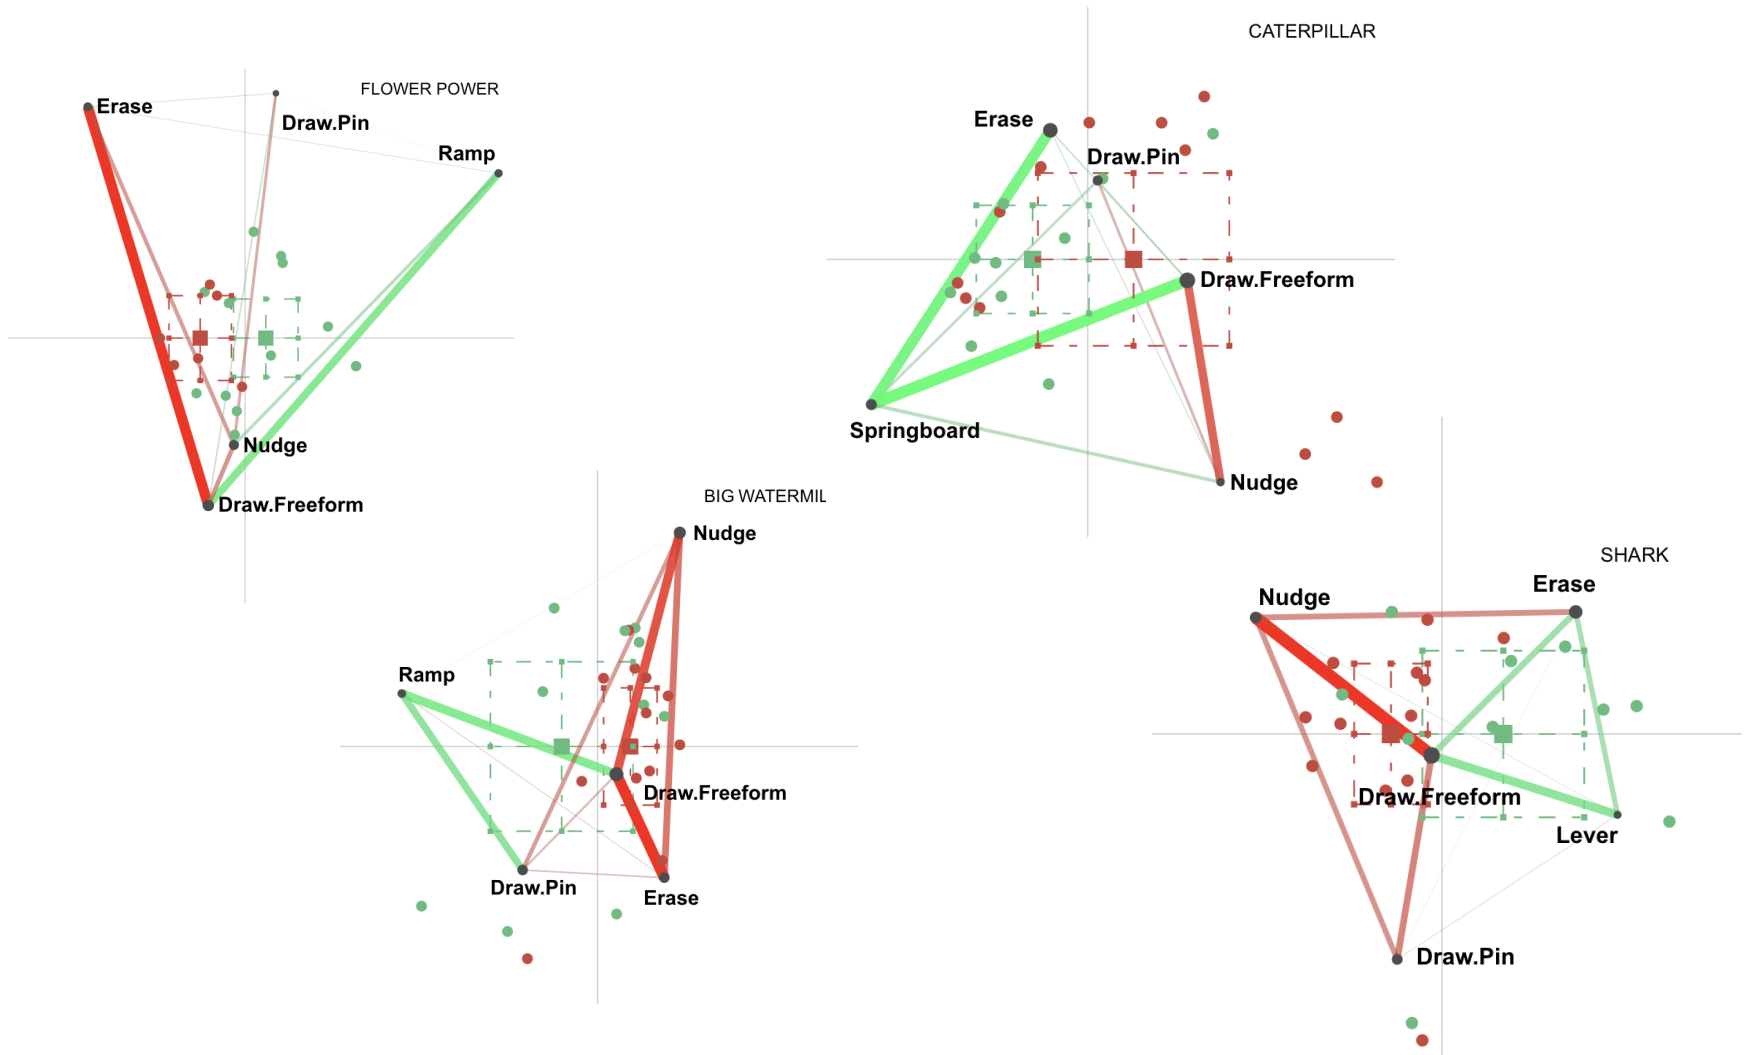 FLOWER POWER
Erase
Draw.Pin
Ramp
Nudge
Draw.Freeform
CATERPILLAR
Erase
Draw.Pin
Draw.Freeform
Springboard
Nudge
BIG WATERMIL
Nudge
Ramp
Draw.Freeform
Draw.Pin
Erase
SHARK
Erase
Nudge
Draw.Freeform
Lever
Draw.Pin